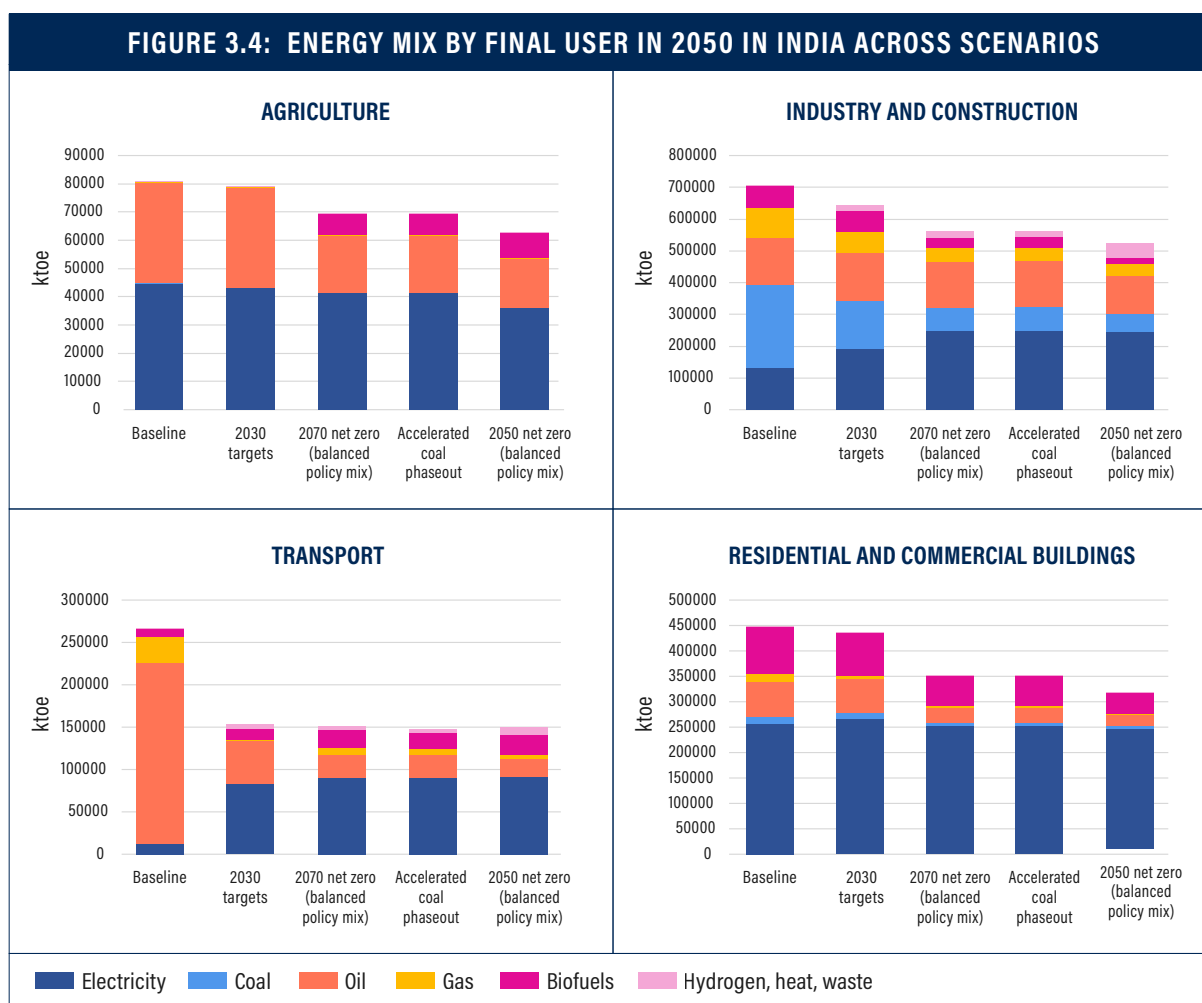 FIGURE 3.4: ENERGY MIX BY FINAL USER IN 2050 IN INDIA ACROSS SCENARIOS
AGRICULTURE
ktoe
90000
80000
70000
60000
50000
40000
30000
20000
10000
0
Baseline
2030
targets
2070 net zero
(balanced
policy mix)
Accelerated
coal
phaseout
2050 net zero
(balanced
policy mix)
INDUSTRY AND CONSTRUCTION
ktoe
800000
700000
600000
500000
400000
300000
200000
100000
0
Baseline
2030
targets
2070 net zero
(balanced
policy mix)
Accelerated
coal
phaseout
2050 net zero
(balanced
policy mix)
TRANSPORT
ktoe
300000
250000
200000
150000
100000
50000
0
Baseline
2030
targets
2070 net zero
(balanced
policy mix)
Accelerated
coal
phaseout
2050 net zero
(balanced
policy mix)
RESIDENTIAL AND COMMERCIAL BUILDINGS
ktoe
500000
450000
400000
350000
300000
250000
200000
150000
100000
50000
0
Baseline
2030
targets
2070 net zero
(balanced
policy mix)
Accelerated
coal
phaseout
2050 net zero
(balanced
policy mix)
Electricity Coal Oil Gas Biofuels Hydrogen, heat, waste